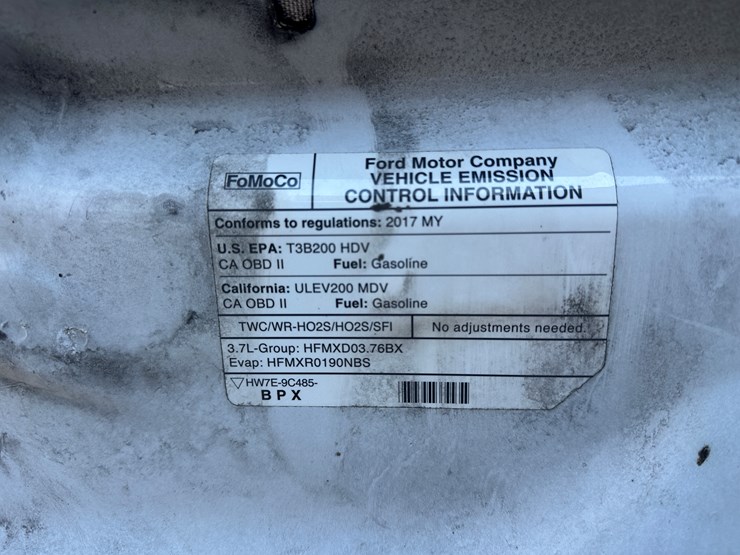 FoMoCo
Ford Motor Company
VEHICLE EMISSION
CONTROL INFORMATION
Conforms to regulations: 2017 MY
U.S. EPA: T3B200 HDV
CA OBD II Fuel: Gasoline
California: ULEV200 MDV
CA OBD II Fuel: Gasoline
TWC/WR-HO2S/HO2S/SFI No adjustments needed.
3.7L-Group: HFMXD03.76BX
Evap: HFMXR0190NBS
HW7E-9C485-
B P X